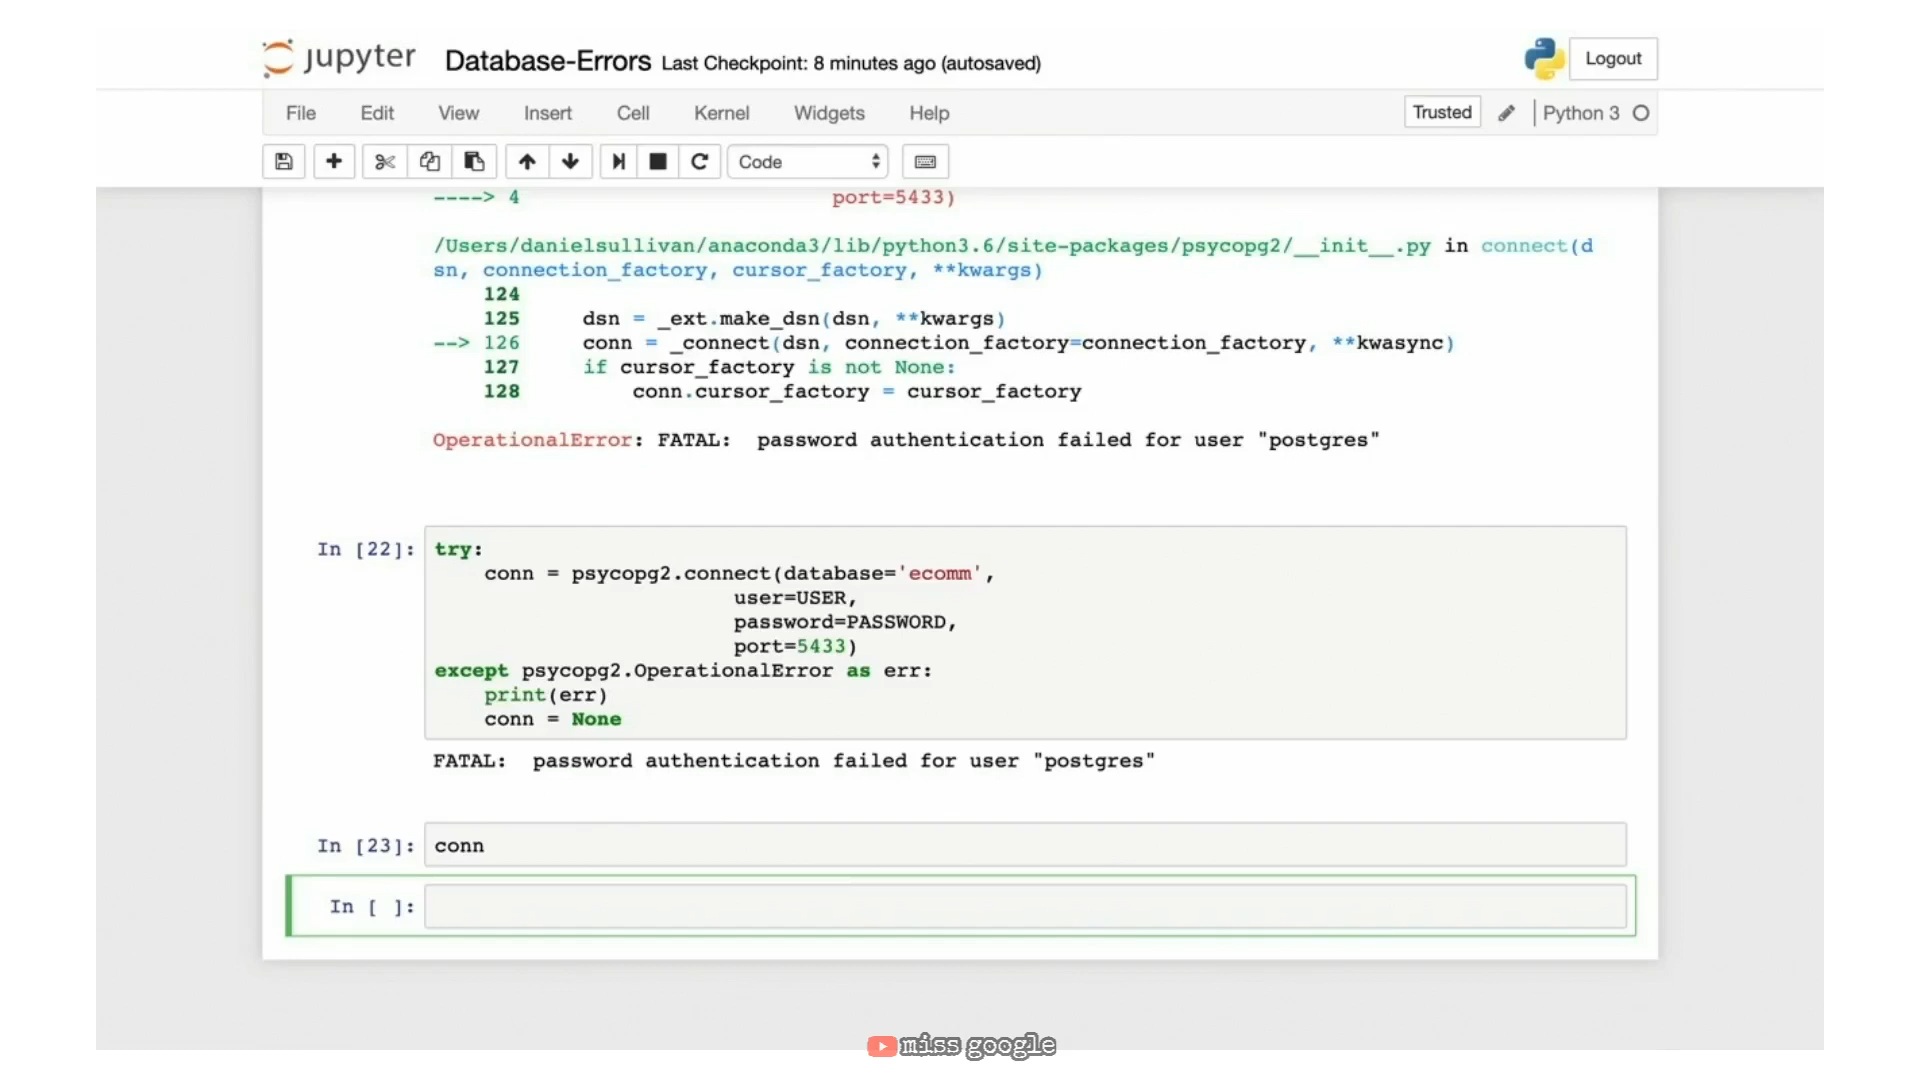 jupyter Database-Errors Last Checkpoint: 8 minutes ago (autosaved) Logout
File Edit View Insert Cell Kernel Widgets Help Trusted Python 3
Code
----> 4 port=5433)
/Users/danielsullivan/anaconda3/lib/python3.6/site-packages/psycopg2/__init__.py in connect(d
sn, connection_factory, cursor_factory, **kwargs)
124
125 dsn = _ext.make_dsn(dsn, **kwargs)
--> 126 conn = _connect(dsn, connection_factory=connection_factory, **kwasync)
127 if cursor_factory is not None:
128 conn.cursor_factory = cursor_factory
OperationalError: FATAL: password authentication failed for user "postgres"
In [22]: try:
conn = psycopg2.connect(database='ecomm',
user=USER,
password=PASSWORD,
port=5433)
except psycopg2.OperationalError as err:
print(err)
conn = None
FATAL: password authentication failed for user "postgres"
In [23]: conn
In [ ]:
miss google